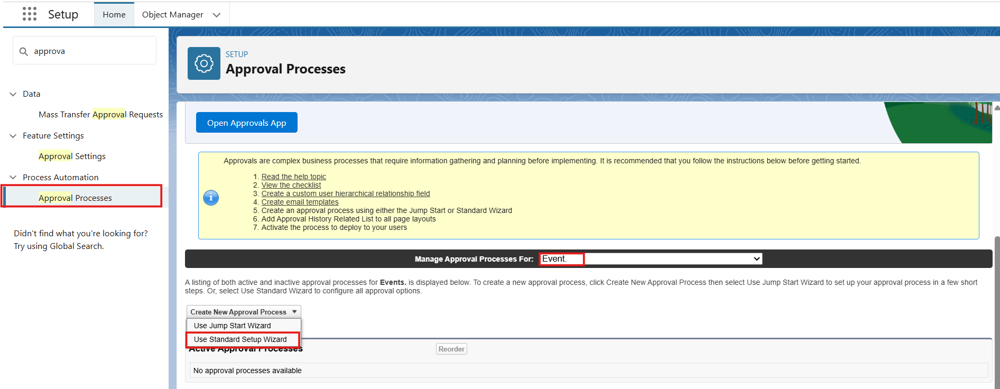 Setup
Home
Object Manager
approva
Data
Mass Transfer Approval Requests
Feature Settings
Approval Settings
Process Automation
Approval Processes
Didn't find what you're looking for?
Try using Global Search.
SETUP
Approval Processes
Open Approvals App
Approvals are complex business processes that require information gathering and planning before implementing. It is recommended that you follow the instructions below before getting started.
1. Read the help topic
2. View the checklist
3. Create a custom user hierarchical relationship field
4. Create email templates
5. Create an approval process using either the Jump Start or Standard Wizard
6. Add Approval History Related List to all page layouts
7. Activate the process to deploy to your users
Manage Approval Processes For: Event.
A listing of both active and inactive approval processes for Events. is displayed below. To create a new approval process, click Create New Approval Process then select Use Jump Start Wizard to set up your approval process in a few short
steps. Or, select Use Standard Wizard to configure all approval options.
Create New Approval Process
Use Jump Start Wizard
Use Standard Setup Wizard
Active Approval Processes
Reorder
No approval processes available